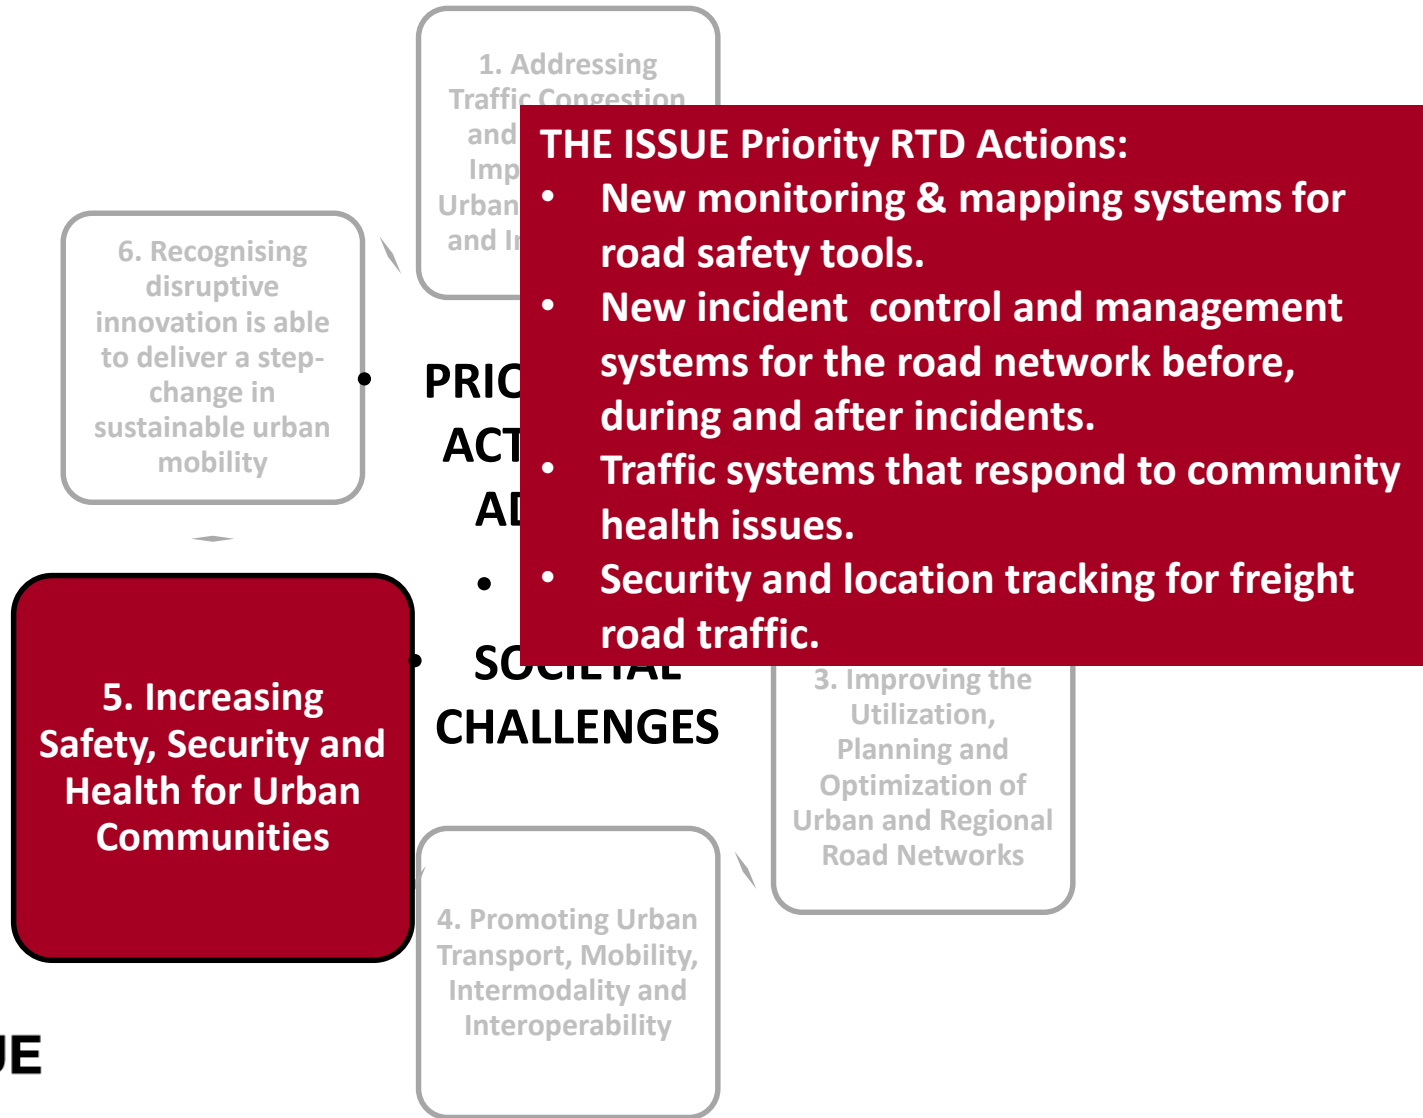 1. Addressing
Traffic Congestion
and
Urban
and
THE ISSUE Priority RTD Actions:
• New monitoring & mapping systems for
road safety tools.
• New incident  control and management
systems for the road network before,
during and after incidents.
• Traffic systems that respond to community
health issues.
• Security and location tracking for freight
road traffic.
6. Recognising
disruptive
innovation is able
to deliver a step-
change in
sustainable urban
mobility
•
•
• SOCIETAL
CHALLENGES
5. Increasing
Safety, Security and
Health for Urban
Communities
3. Improving the
Utilization,
Planning and
Optimization of
Urban and Regional
Road Networks
4. Promoting Urban
Transport, Mobility,
Intermodality and
Interoperability
UE